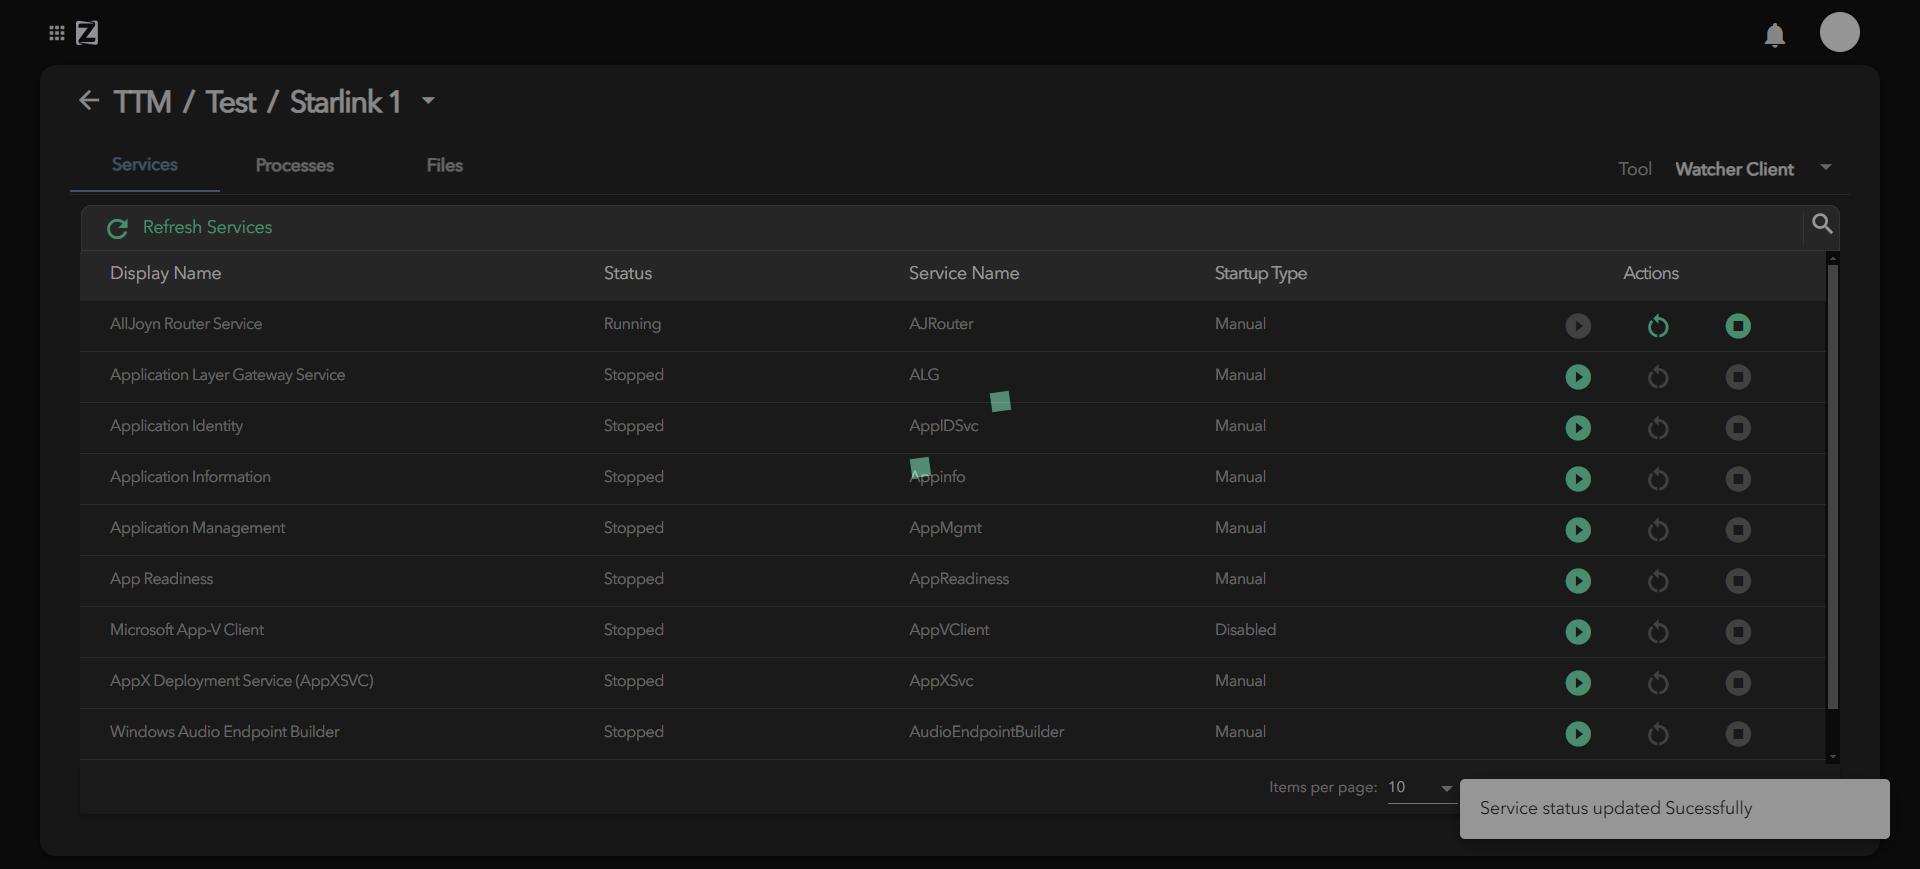 Z
TTM / Test / Starlink 1
Services Processes Files Tool Watcher Client
Refresh Services
Display Name Status Service Name Startup Type Actions
AllJoyn Router Service Running AJRouter Manual
Application Layer Gateway Service Stopped ALG Manual
Application Identity Stopped AppIDSvc Manual
Application Information Stopped Appinfo Manual
Application Management Stopped AppMgmt Manual
App Readiness Stopped AppReadiness Manual
Microsoft App-V Client Stopped AppVClient Disabled
AppX Deployment Service (AppXSVC) Stopped AppXSvc Manual
Windows Audio Endpoint Builder Stopped AudioEndpointBuilder Manual
Items per page: 10
Service status updated Sucessfully